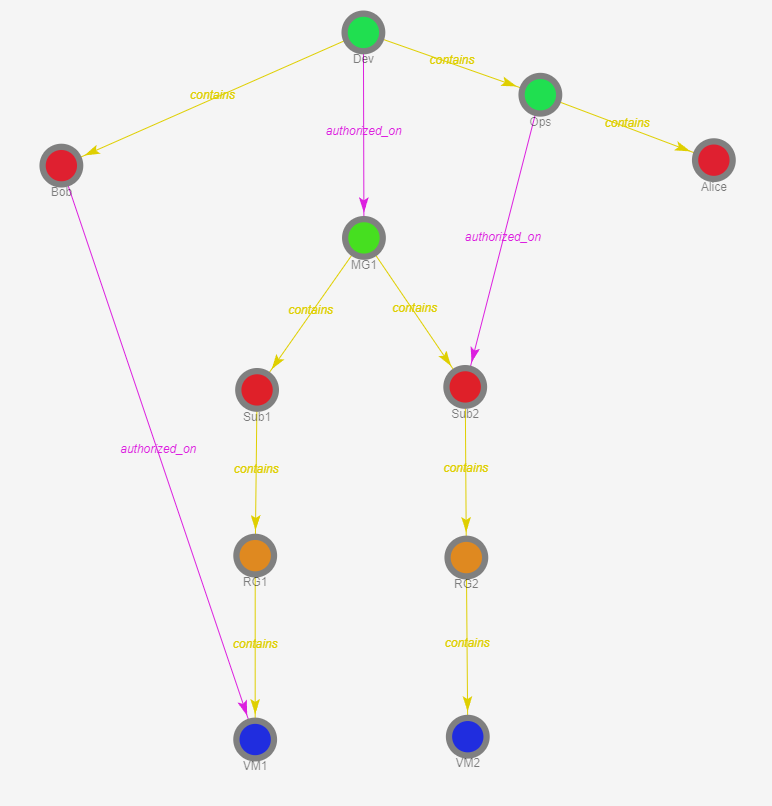 Dev
contains
contains
Ops
contains
authorized_on
Bob
Alice
authorized_on
MG1
contains
contains
Sub1
Sub2
authorized_on
contains
contains
RG1
RG2
contains
contains
VM1
VM2